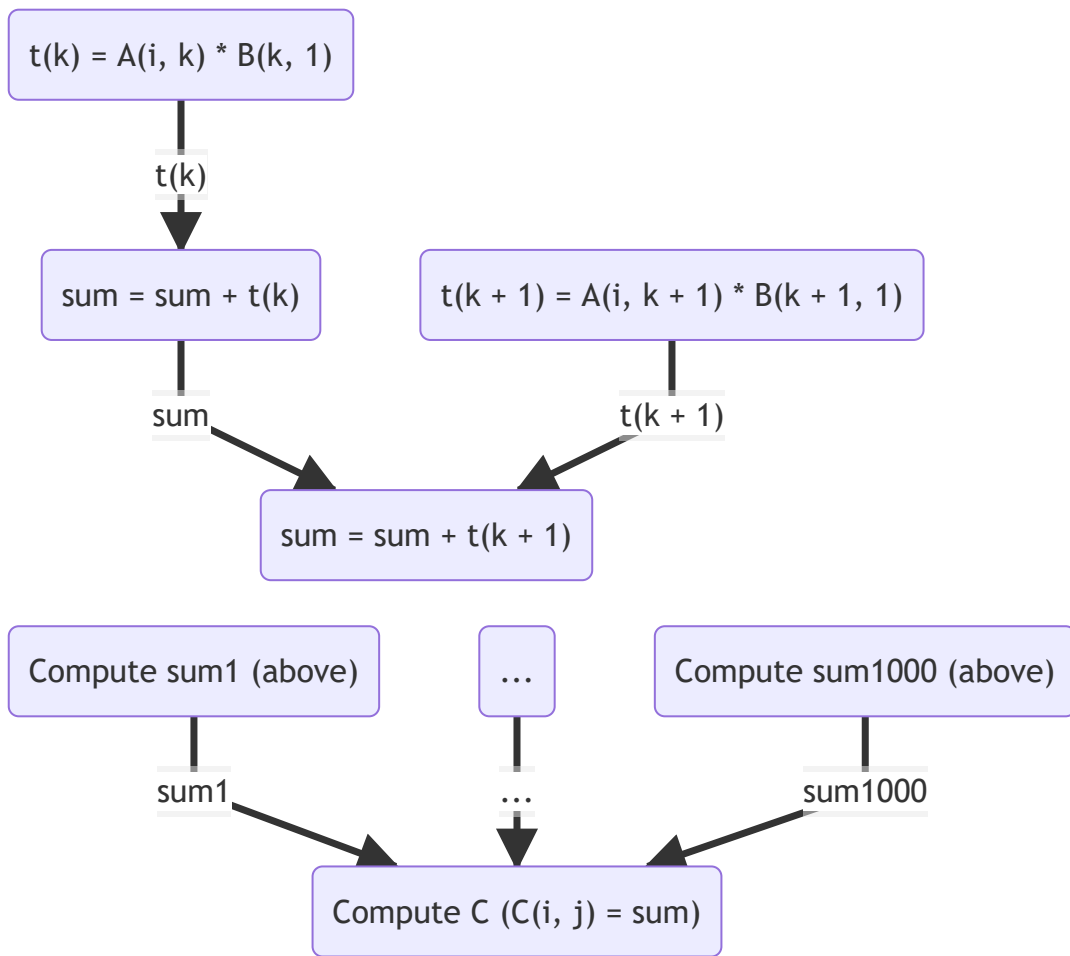 t(k) = A(i, k) * B(k, 1)
t(k)
sum = sum + t(k)
t(k + 1) = A(i, k + 1) * B(k + 1, 1)
sum
t(k + 1)
sum = sum + t(k + 1)
Compute sum1 (above)
...
Compute sum1000 (above)
sum1
...
sum1000
Compute C (C(i, j) = sum)